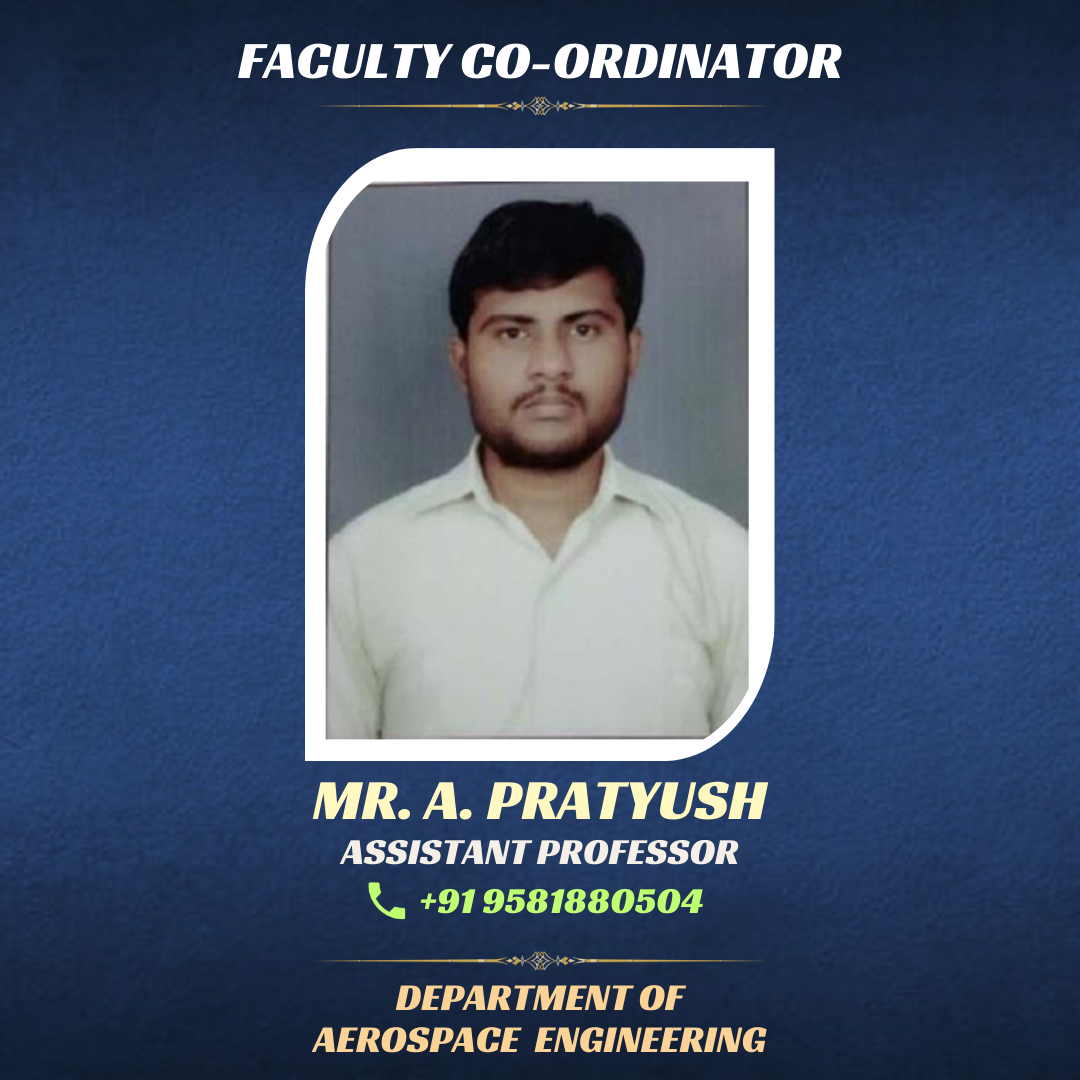 FACULTY CO-ORDINATOR
MR. A. PRATYUSH
ASSISTANT PROFESSOR
+91 9581880504
DEPARTMENT OF
AEROSPACE ENGINEERING